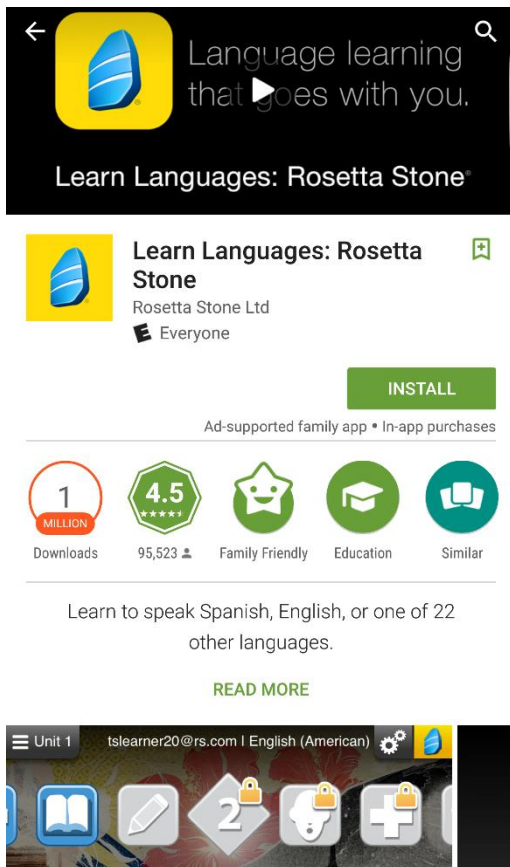 Language learning
that goes with you.
Learn Languages: Rosetta Stone®
Learn Languages: Rosetta
Stone
Rosetta Stone Ltd
E Everyone
INSTALL
Ad-supported family app • In-app purchases
1
MILLION
4.5
Downloads
95,523
Family Friendly
Education
Similar
Learn to speak Spanish, English, or one of 22
other languages.
READ MORE
Unit 1 tslearner20@rs.com | English (American)
2